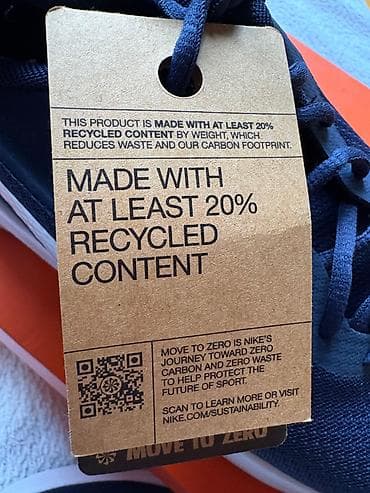 THIS PRODUCT IS MADE WITH AT LEAST 20%
RECYCLED CONTENT BY WEIGHT, WHICH
REDUCES WASTE AND OUR CARBON FOOTPRINT.
MADE WITH
AT LEAST 20%
RECYCLED
CONTENT
MOVE TO ZERO IS NIKE'S
JOURNEY TOWARD ZERO
CARBON AND ZERO WASTE
TO HELP PROTECT THE
FUTURE OF SPORT.
SCAN TO LEARN MORE OR VISIT
NIKE.COM/SUSTAINABILITY.
MOVE TO ZERO